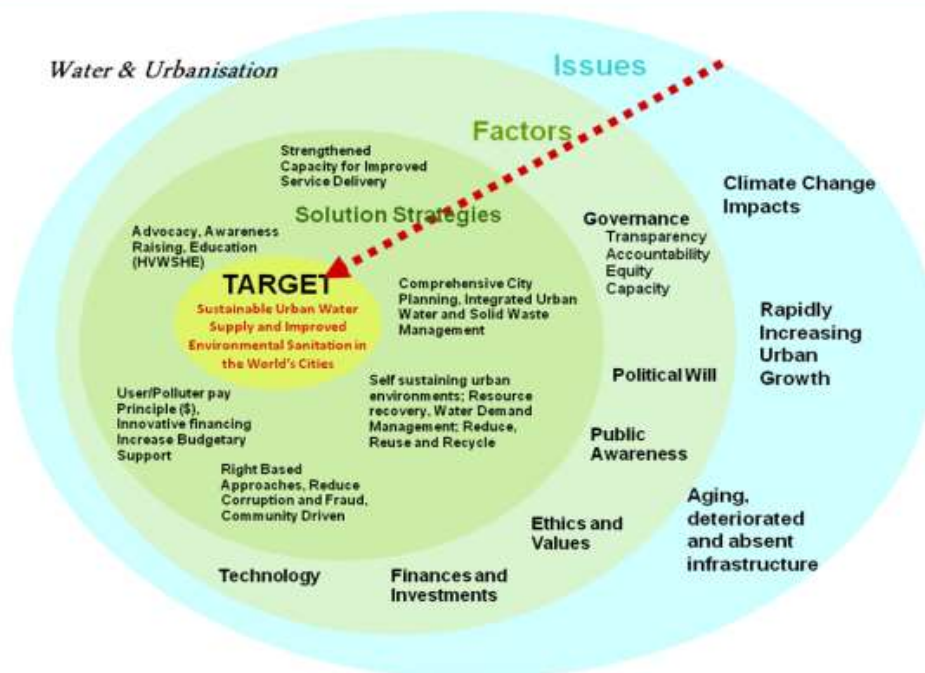 Water & Urbanisation
Issues
Factors
Strengthened
Capacity for Improved
Service Delivery
Solution Strategies
Climate Change
Impacts
Governance
Transparency
Accountability
Equity
Capacity
Advocacy, Awareness
Raising, Education
(HVWSHE)
TARGET
Sustainable Urban Water
Supply and Improved
Environmental Sanitation in
the World's Cities
Comprehensive City
Planning, Integrated Urban
Water and Solid Waste
Management
Rapidly
Increasing
Urban
Growth
Political Will
User/Polluter pay
Principle ($),
Innovative financing
Increase Budgetary
Support
Self sustaining urban
environments; Resource
recovery, Water Demand
Management; Reduce,
Reuse and Recycle
Public
Awareness
Right Based
Approaches, Reduce
Corruption and Fraud,
Community Driven
Aging,
deteriorated
and absent
infrastructure
Ethics and
Values
Technology
Finances and
Investments